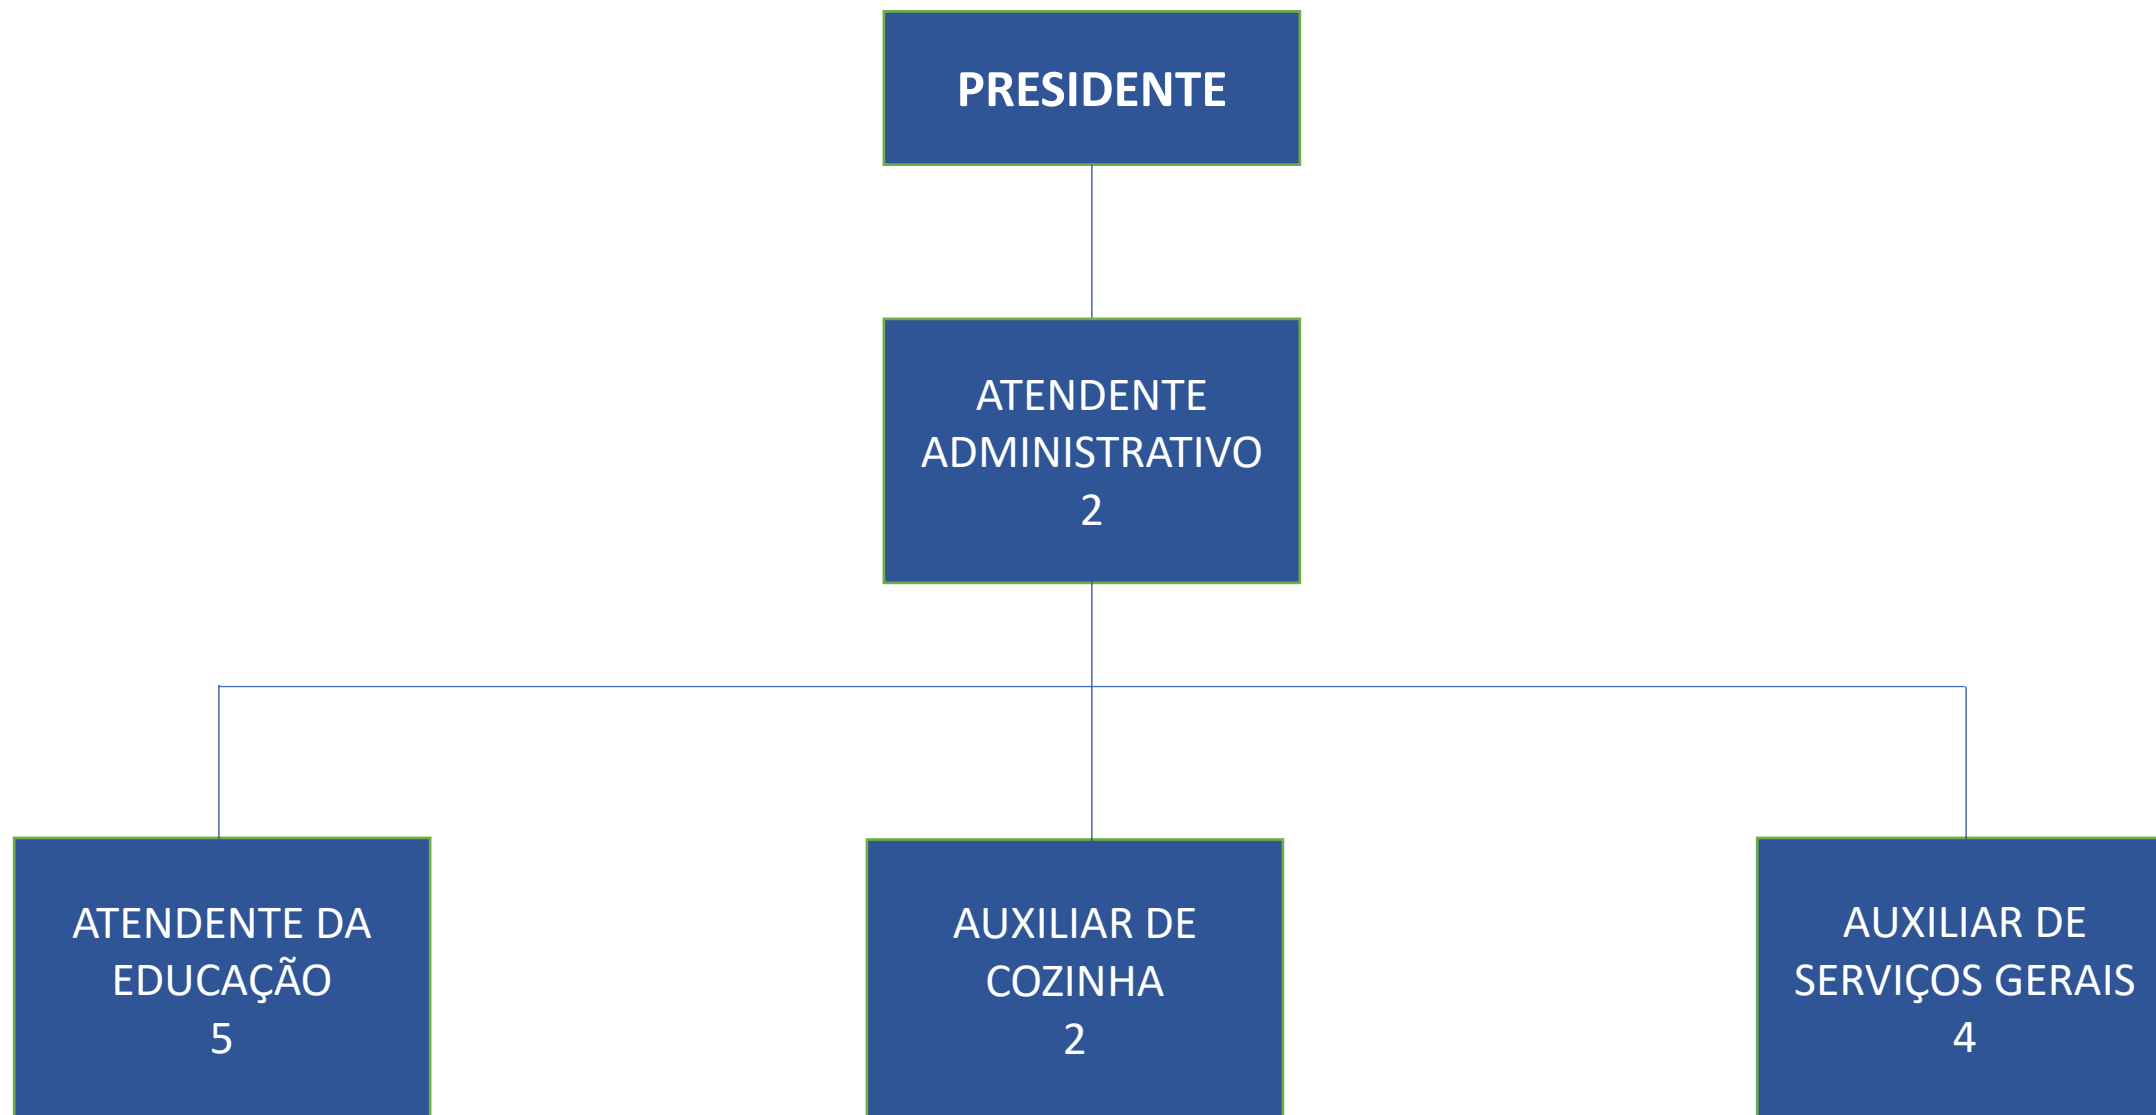 PRESIDENTE
ATENDENTE
ADMINISTRATIVO
2
ATENDENTE DA
EDUCAÇÃO
5
AUXILIAR DE
COZINHA
2
AUXILIAR DE
SERVIÇOS GERAIS
4